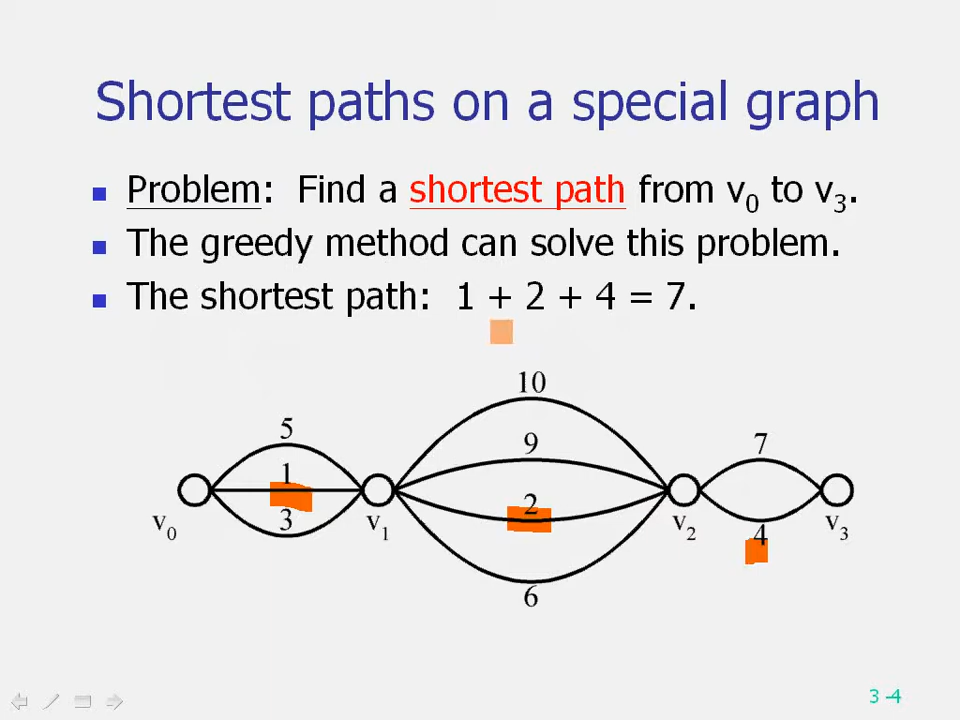 Shortest paths on a special graph
Problem: Find a shortest path from v0 to v3.
The greedy method can solve this problem.
The shortest path: 1 + 2 + 4 = 7.
10
5
9
7
1
2
3
4
v0
v1
v2
v3
6
3 -4